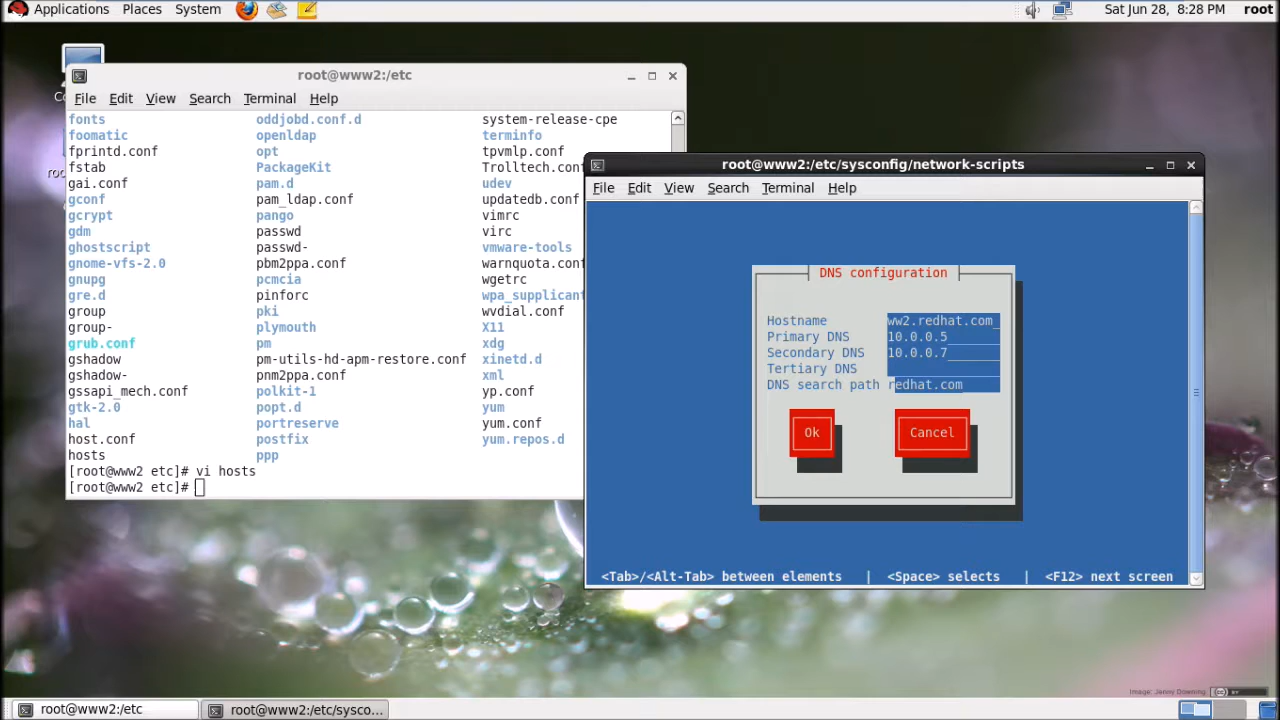 Applications Places System Sat Jun 28, 8:28 PM root
root@www2:/etc
File Edit View Search Terminal Help
fonts oddjobd.conf.d system-release-cpe
foomatic openldap terminfo
fprintd.conf opt tpvmlp.conf
fstab PackageKit Trolltech.conf
gai.conf pam.d udev
gconf pam_ldap.conf updatedb.conf
gcrypt pango vimrc
gdm passwd virc
ghostscript passwd- vmware-tools
gnome-vfs-2.0 pbm2ppa.conf warnquota.conf
gnupg pcmcia wgetrc
gre.d pinforc wpa_supplicant
group pki wvdial.conf
group- plymouth X11
grub.conf pm xdg
gshadow pm-utils-hd-apm-restore.conf xinetd.d
gshadow- pnm2ppa.conf xml
gssapi_mech.conf polkit-1 yp.conf
gtk-2.0 popt.d yum
hal portreserve yum.conf
host.conf postfix yum.repos.d
hosts ppp
[root@www2 etc]# vi hosts
[root@www2 etc]#
root@www2:/etc/sysconfig/network-scripts
File Edit View Search Terminal Help
DNS configuration
Hostname ww2.redhat.com_
Primary DNS 10.0.0.5
Secondary DNS 10.0.0.7
Tertiary DNS
DNS search path redhat.com
Ok Cancel
<Tab>/<Alt-Tab> between elements | <Space> selects | <F12> next screen
Image: Jenny Downing
root@www2:/etc root@www2:/etc/sysco...